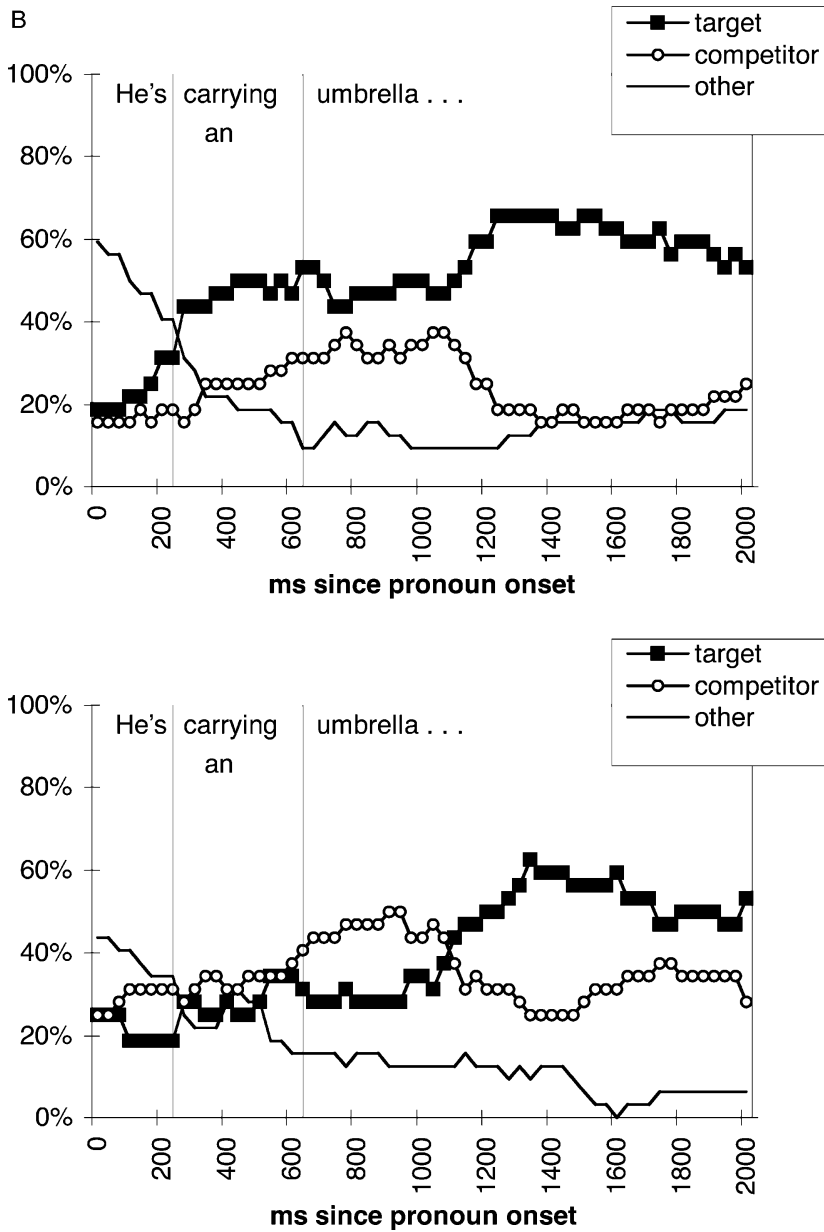 B
target
competitor
other
100%
He's carrying umbrella . . .
an
80%
60%
40%
20%
0%
0 200 400 600 800 1000 1200 1400 1600 1800 2000
ms since pronoun onset
target
competitor
other
100%
He's carrying umbrella . . .
an
80%
60%
40%
20%
0%
0 200 400 600 800 1000 1200 1400 1600 1800 2000
ms since pronoun onset